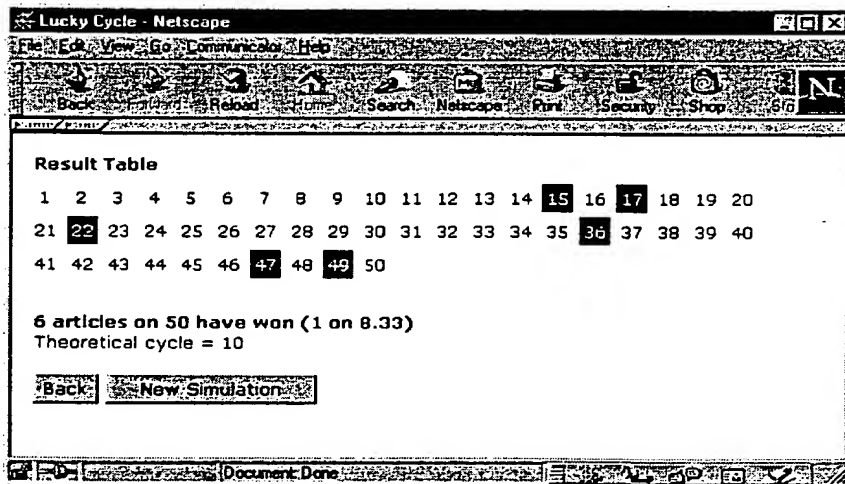 Lucky Cycle - Netscape
File Edit View Go Communicator Help
Back Forward Reload Home Search Netscape Print Security Shop
N
Result Table
1 2 3 4 5 6 7 8 9 10 11 12 13 14 15 16 17 18 19 20
21 22 23 24 25 26 27 28 29 30 31 32 33 34 35 36 37 38 39 40
41 42 43 44 45 46 47 48 49 50
6 articles on 50 have won (1 on 8.33)
Theoretical cycle = 10
Back New Simulation
Document: Done